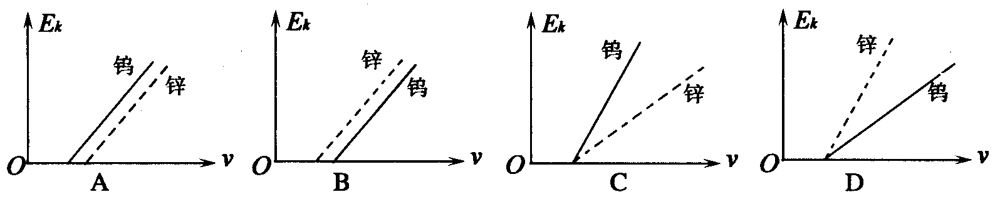 Ek 钨 锌 O ν A
Ek 锌 钨 O ν B
Ek 钨 锌 O ν C
Ek 锌 钨 O ν D